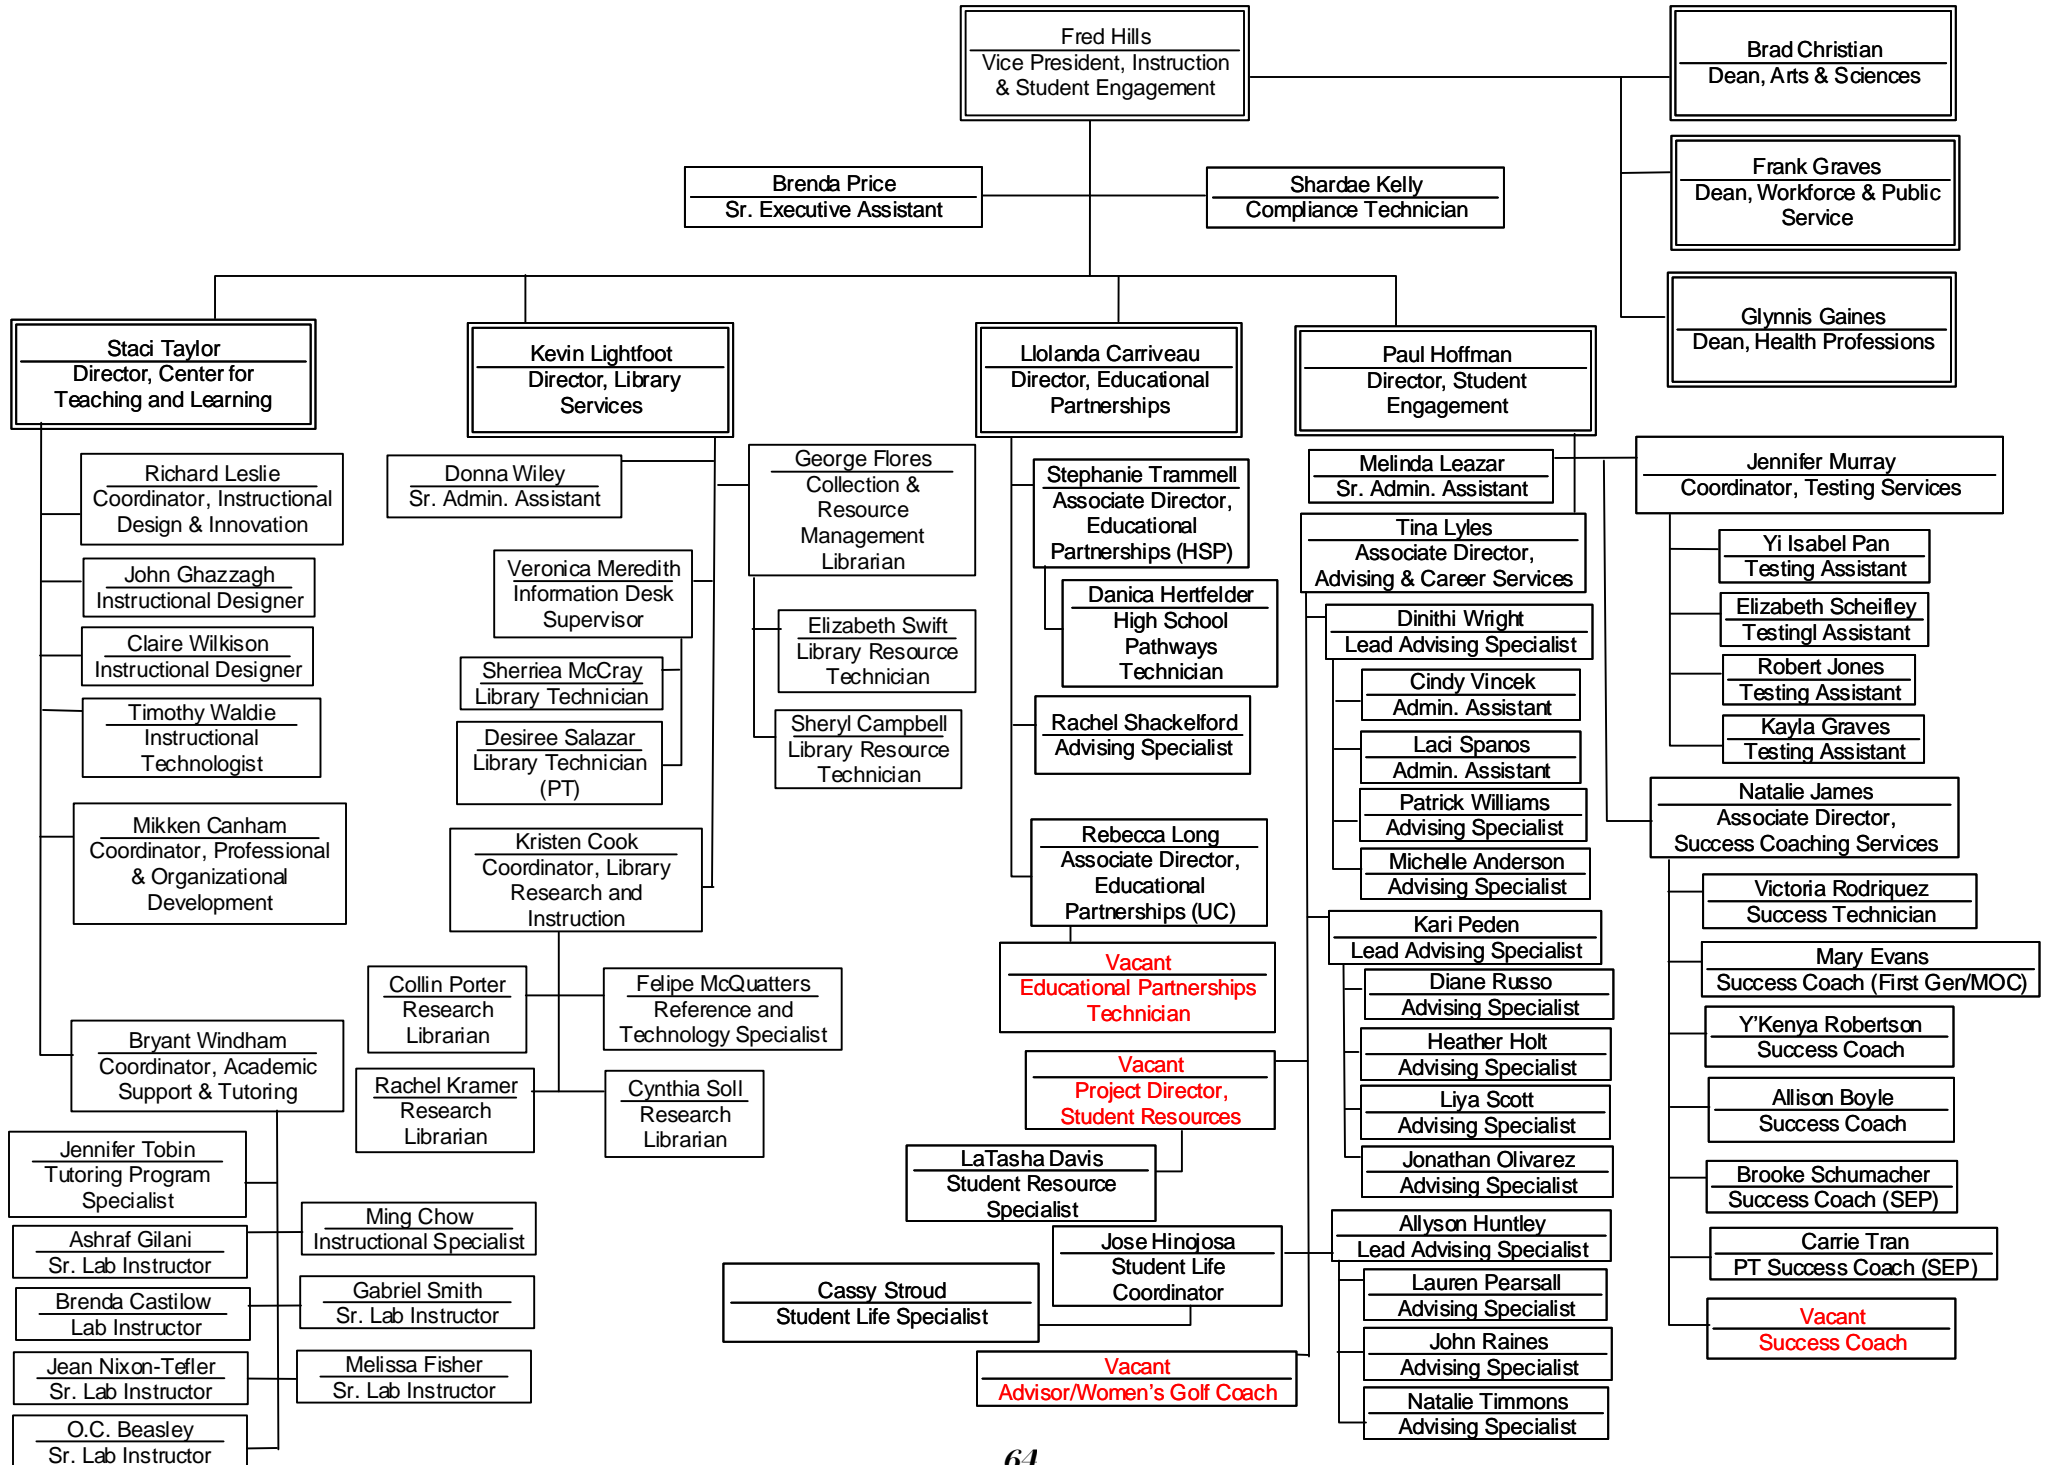 Fred Hills
Vice President, Instruction
& Student Engagement
Brad Christian
Dean, Arts & Sciences
Frank Graves
Dean, Workforce & Public
Service
Glynnis Gaines
Dean, Health Professions
Brenda Price
Sr. Executive Assistant
Shardae Kelly
Compliance Technician
Staci Taylor
Director, Center for
Teaching and Learning
Richard Leslie
Coordinator, Instructional
Design & Innovation
John Ghazzagh
Instructional Designer
Claire Wilkison
Instructional Designer
Timothy Waldie
Instructional
Technologist
Mikken Canham
Coordinator, Professional
& Organizational
Development
Bryant Windham
Coordinator, Academic
Support & Tutoring
Jennifer Tobin
Tutoring Program
Specialist
Ming Chow
Instructional Specialist
Ashraf Gilani
Sr. Lab Instructor
Gabriel Smith
Sr. Lab Instructor
Brenda Castilow
Lab Instructor
Melissa Fisher
Sr. Lab Instructor
Jean Nixon-Tefler
Sr. Lab Instructor
O.C. Beasley
Sr. Lab Instructor
Kevin Lightfoot
Director, Library
Services
Donna Wiley
Sr. Admin. Assistant
George Flores
Collection &
Resource
Management
Librarian
Elizabeth Swift
Library Resource
Technician
Sheryl Campbell
Library Resource
Technician
Veronica Meredith
Information Desk
Supervisor
Sherriea McCray
Library Technician
Desiree Salazar
Library Technician
(PT)
Kristen Cook
Coordinator, Library
Research and
Instruction
Collin Porter
Research
Librarian
Felipe McQuatters
Reference and
Technology Specialist
Rachel Kramer
Research
Librarian
Cynthia Soll
Research
Librarian
Llolanda Carriveau
Director, Educational
Partnerships
Stephanie Trammell
Associate Director,
Educational
Partnerships (HSP)
Danica Hertfelder
High School
Pathways
Technician
Rachel Shackelford
Advising Specialist
Rebecca Long
Associate Director,
Educational
Partnerships (UC)
Vacant
Educational Partnerships
Technician
Paul Hoffman
Director, Student
Engagement
Melinda Leazar
Sr. Admin. Assistant
Tina Lyles
Associate Director,
Advising & Career Services
Dinithi Wright
Lead Advising Specialist
Cindy Vincek
Admin. Assistant
Laci Spanos
Admin. Assistant
Patrick Williams
Advising Specialist
Michelle Anderson
Advising Specialist
Kari Peden
Lead Advising Specialist
Diane Russo
Advising Specialist
Heather Holt
Advising Specialist
Liya Scott
Advising Specialist
Jonathan Olivarez
Advising Specialist
Vacant
Project Director,
Student Resources
LaTasha Davis
Student Resource
Specialist
Allyson Huntley
Lead Advising Specialist
Lauren Pearsall
Advising Specialist
John Raines
Advising Specialist
Natalie Timmons
Advising Specialist
Jose Hinojosa
Student Life
Coordinator
Cassy Stroud
Student Life Specialist
Vacant
Advisor/Women's Golf Coach
Jennifer Murray
Coordinator, Testing Services
Yi Isabel Pan
Testing Assistant
Elizabeth Scheifley
Testingl Assistant
Robert Jones
Testing Assistant
Kayla Graves
Testing Assistant
Natalie James
Associate Director,
Success Coaching Services
Victoria Rodriquez
Success Technician
Mary Evans
Success Coach (First Gen/MOC)
Y'Kenya Robertson
Success Coach
Allison Boyle
Success Coach
Brooke Schumacher
Success Coach (SEP)
Carrie Tran
PT Success Coach (SEP)
Vacant
Success Coach
64